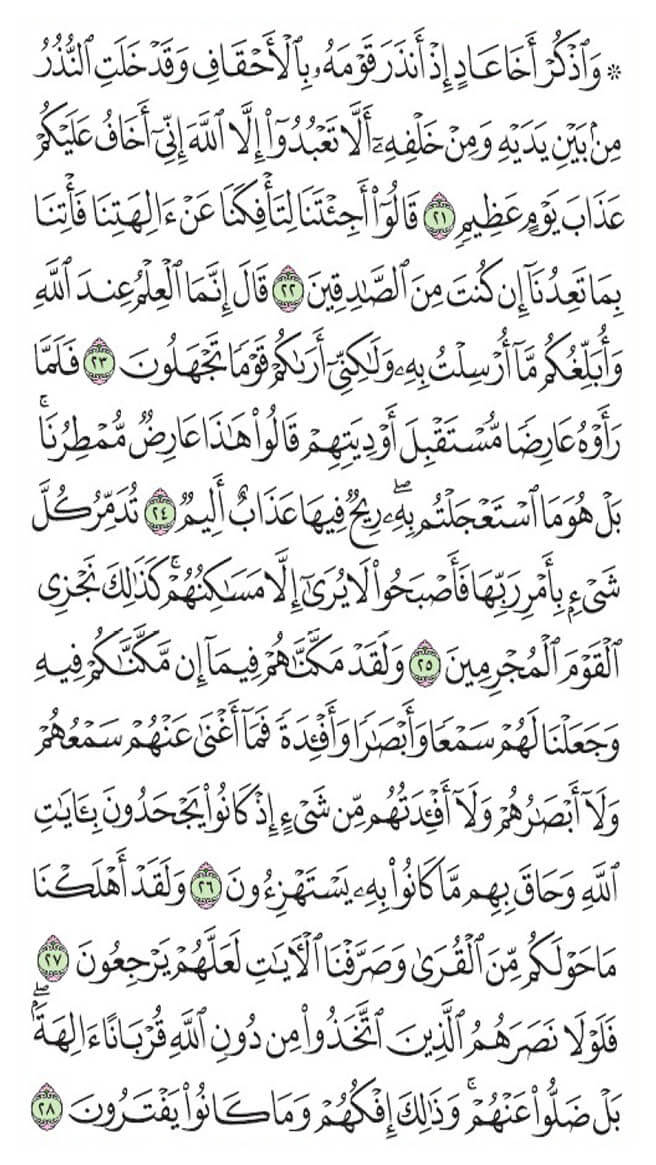 ۞ وَٱذۡكُرۡ أَخَا عَادٍ إِذۡ أَنذَرَ قَوۡمَهُۥ بِٱلۡأَحۡقَافِ وَقَدۡ خَلَتِ ٱلنُّذُرُ
مِنۢ بَيۡنِ يَدَيۡهِ وَمِنۡ خَلۡفِهِۦٓ أَلَّا تَعۡبُدُوٓاْ إِلَّا ٱللَّهَ إِنِّيٓ أَخَافُ عَلَيۡكُمۡ
عَذَابَ يَوۡمٍ عَظِيمٖ ٢١ قَالُوٓاْ أَجِئۡتَنَا لِتَأۡفِكَنَا عَنۡ ءَالِهَتِنَا فَأۡتِنَا
بِمَا تَعِدُنَآ إِن كُنتَ مِنَ ٱلصَّٰدِقِينَ ٢٢ قَالَ إِنَّمَا ٱلۡعِلۡمُ عِندَ ٱللَّهِ
وَأُبَلِّغُكُم مَّآ أُرۡسِلۡتُ بِهِۦ وَلَٰكِنِّيٓ أَرَىٰكُمۡ قَوۡمٗا تَجۡهَلُونَ ٢٣ فَلَمَّا
رَأَوۡهُ عَارِضٗا مُّسۡتَقۡبِلَ أَوۡدِيَتِهِمۡ قَالُواْ هَٰذَا عَارِضٞ مُّمۡطِرُنَاۚ
بَلۡ هُوَ مَا ٱسۡتَعۡجَلۡتُم بِهِۦۖ رِيحٞ فِيهَا عَذَابٌ أَلِيمٞ ٢٤ تُدَمِّرُ كُلَّ
شَيۡءِۭ بِأَمۡرِ رَبِّهَا فَأَصۡبَحُواْ لَا يُرَىٰٓ إِلَّا مَسَٰكِنُهُمۡۚ كَذَٰلِكَ نَجۡزِي
ٱلۡقَوۡمَ ٱلۡمُجۡرِمِينَ ٢٥ وَلَقَدۡ مَكَّنَّٰهُمۡ فِيمَآ إِن مَّكَّنَّٰكُمۡ فِيهِ
وَجَعَلۡنَا لَهُمۡ سَمۡعٗا وَأَبۡصَٰرٗا وَأَفۡـِٔدَةٗ فَمَآ أَغۡنَىٰ عَنۡهُمۡ سَمۡعُهُمۡ
وَلَآ أَبۡصَٰرُهُمۡ وَلَآ أَفۡـِٔدَتُهُم مِّن شَيۡءٍ إِذۡ كَانُواْ يَجۡحَدُونَ بِـَٔايَٰتِ
ٱللَّهِ وَحَاقَ بِهِم مَّا كَانُواْ بِهِۦ يَسۡتَهۡزِءُونَ ٢٦ وَلَقَدۡ أَهۡلَكۡنَا
مَا حَوۡلَكُم مِّنَ ٱلۡقُرَىٰ وَصَرَّفۡنَا ٱلۡأٓيَٰتِ لَعَلَّهُمۡ يَرۡجِعُونَ ٢٧
فَلَوۡلَا نَصَرَهُمُ ٱلَّذِينَ ٱتَّخَذُواْ مِن دُونِ ٱللَّهِ قُرۡبَانًا ءَالِهَةَۢۖ
بَلۡ ضَلُّواْ عَنۡهُمۡۚ وَذَٰلِكَ إِفۡكُهُمۡ وَمَا كَانُواْ يَفۡتَرُونَ ٢٨